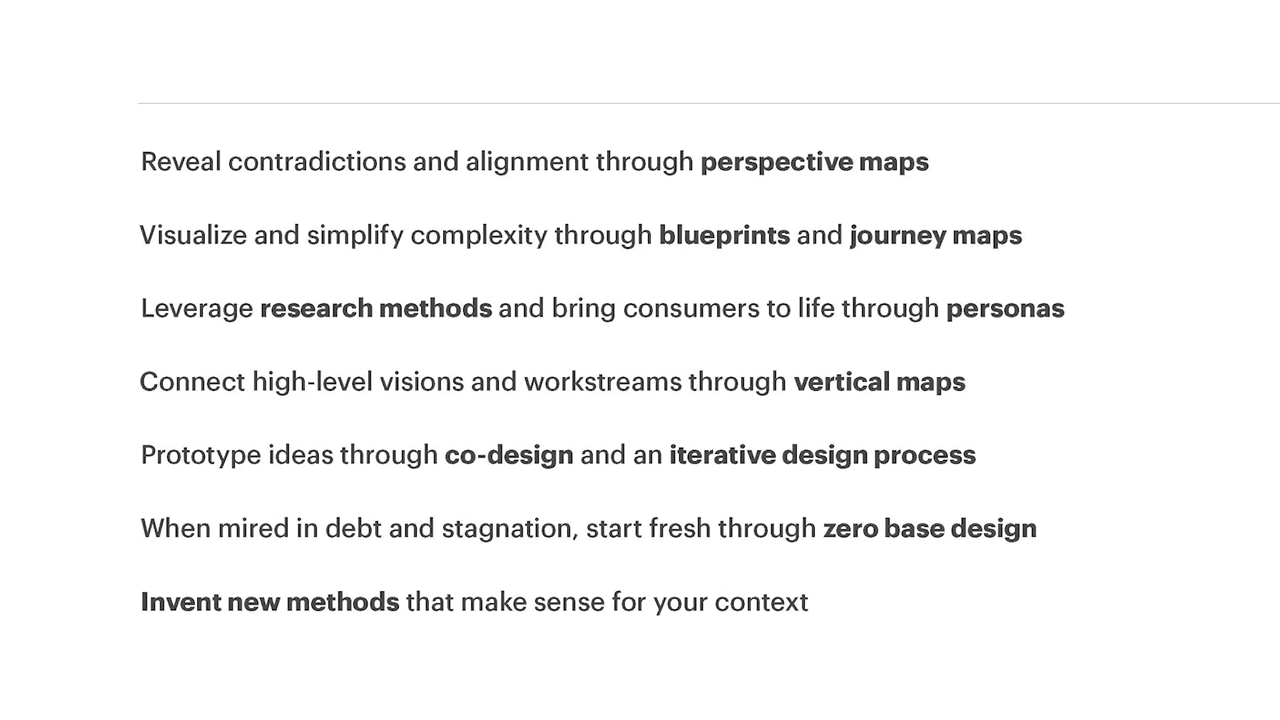 Reveal contradictions and alignment through perspective maps
Visualize and simplify complexity through blueprints and journey maps
Leverage research methods and bring consumers to life through personas
Connect high-level visions and workstreams through vertical maps
Prototype ideas through co-design and an iterative design process
When mired in debt and stagnation, start fresh through zero base design
Invent new methods that make sense for your context